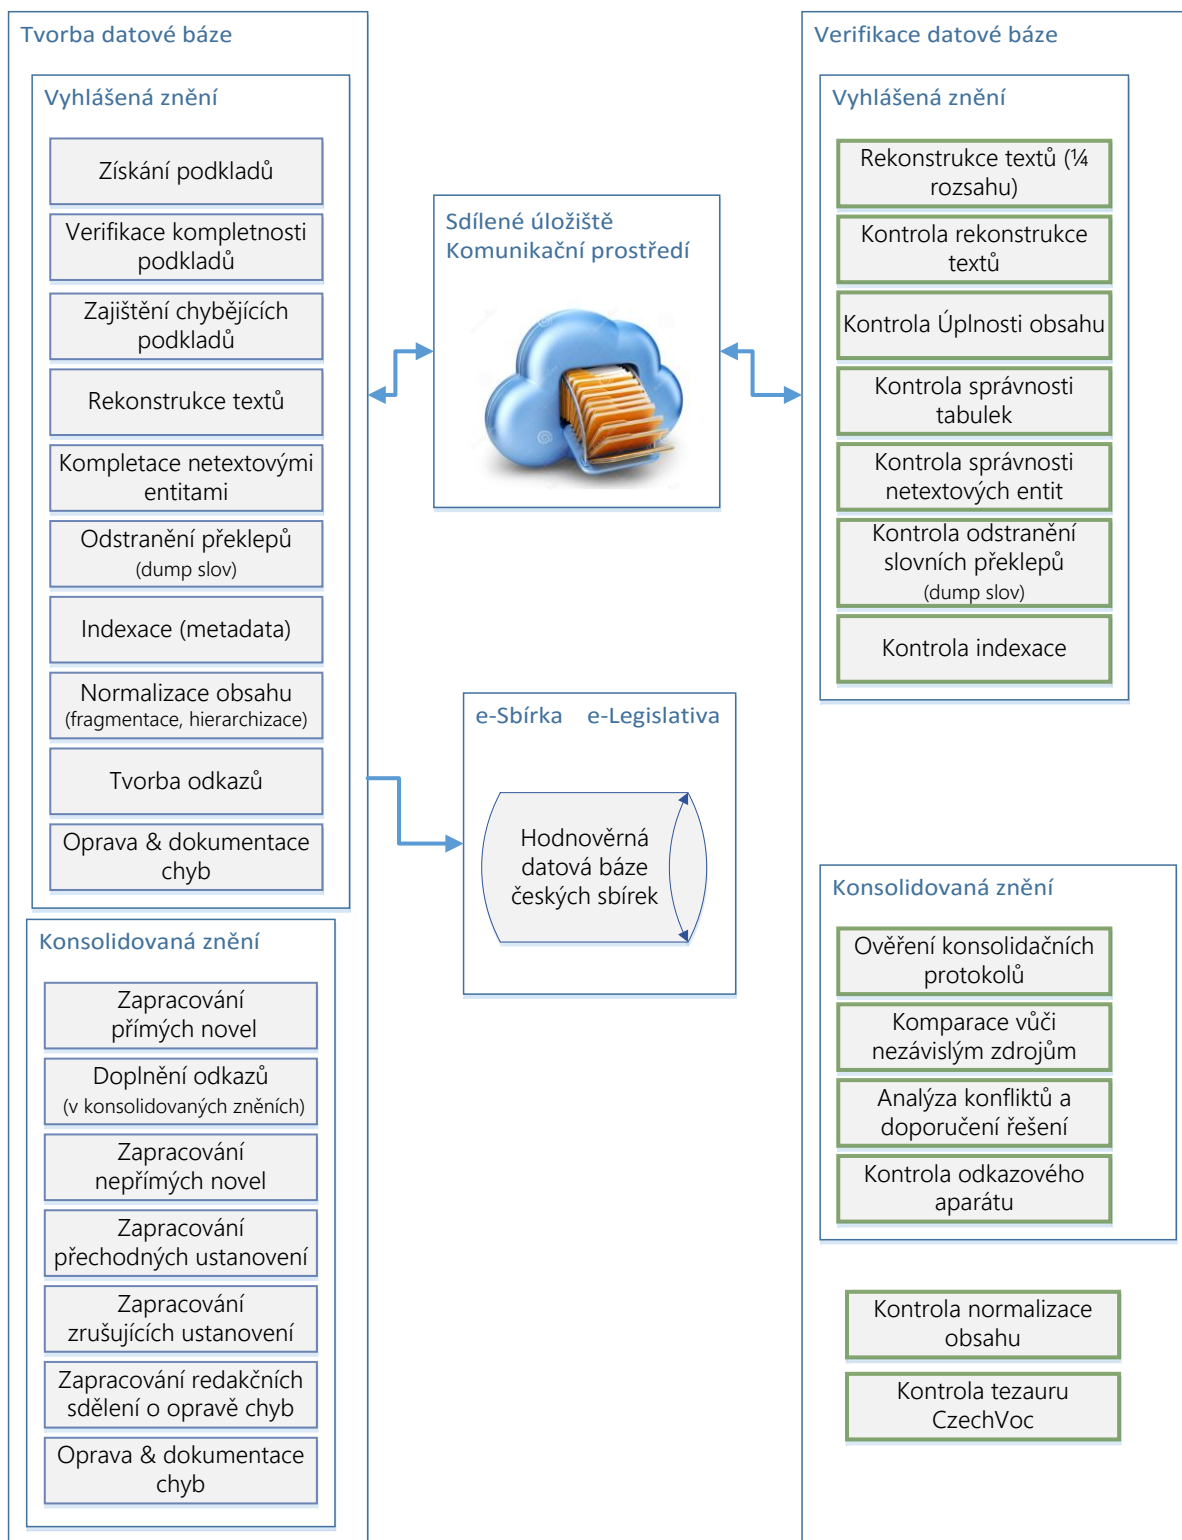 Tvorba datové báze
Vyhlášená znění
Získání podkladů
Verifikace kompletnosti
podkladů
Zajištění chybějících
podkladů
Rekonstrukce textů
Kompletace netextovými
entitami
Odstranění překlepů
(dump slov)
Indexace (metadata)
Normalizace obsahu
(fragmentace, hierarchizace)
Tvorba odkazů
Oprava & dokumentace
chyb
Konsolidovaná znění
Zapracování
přímých novel
Doplnění odkazů
(v konsolidovaných zněních)
Zapracování
nepřímých novel
Zapracování
přechodných ustanovení
Zapracování
zrušujících ustanovení
Zapracování redakčních
sdělení o opravě chyb
Oprava & dokumentace
chyb
Sdílené úložiště
Komunikační prostředí
e-Sbírka e-Legislativa
Hodnověrná
datová báze
českých sbírek
Verifikace datové báze
Vyhlášená znění
Rekonstrukce textů (¼
rozsahu)
Kontrola rekonstrukce
textů
Kontrola Úplnosti obsahu
Kontrola správnosti
tabulek
Kontrola správnosti
netextových entit
Kontrola odstranění
slovních překlepů
(dump slov)
Kontrola indexace
Konsolidovaná znění
Ověření konsolidačních
protokolů
Komparace vůči
nezávislým zdrojům
Analýza konfliktů a
doporučení řešení
Kontrola odkazového
aparátu
Kontrola normalizace
obsahu
Kontrola tezauru
CzechVoc